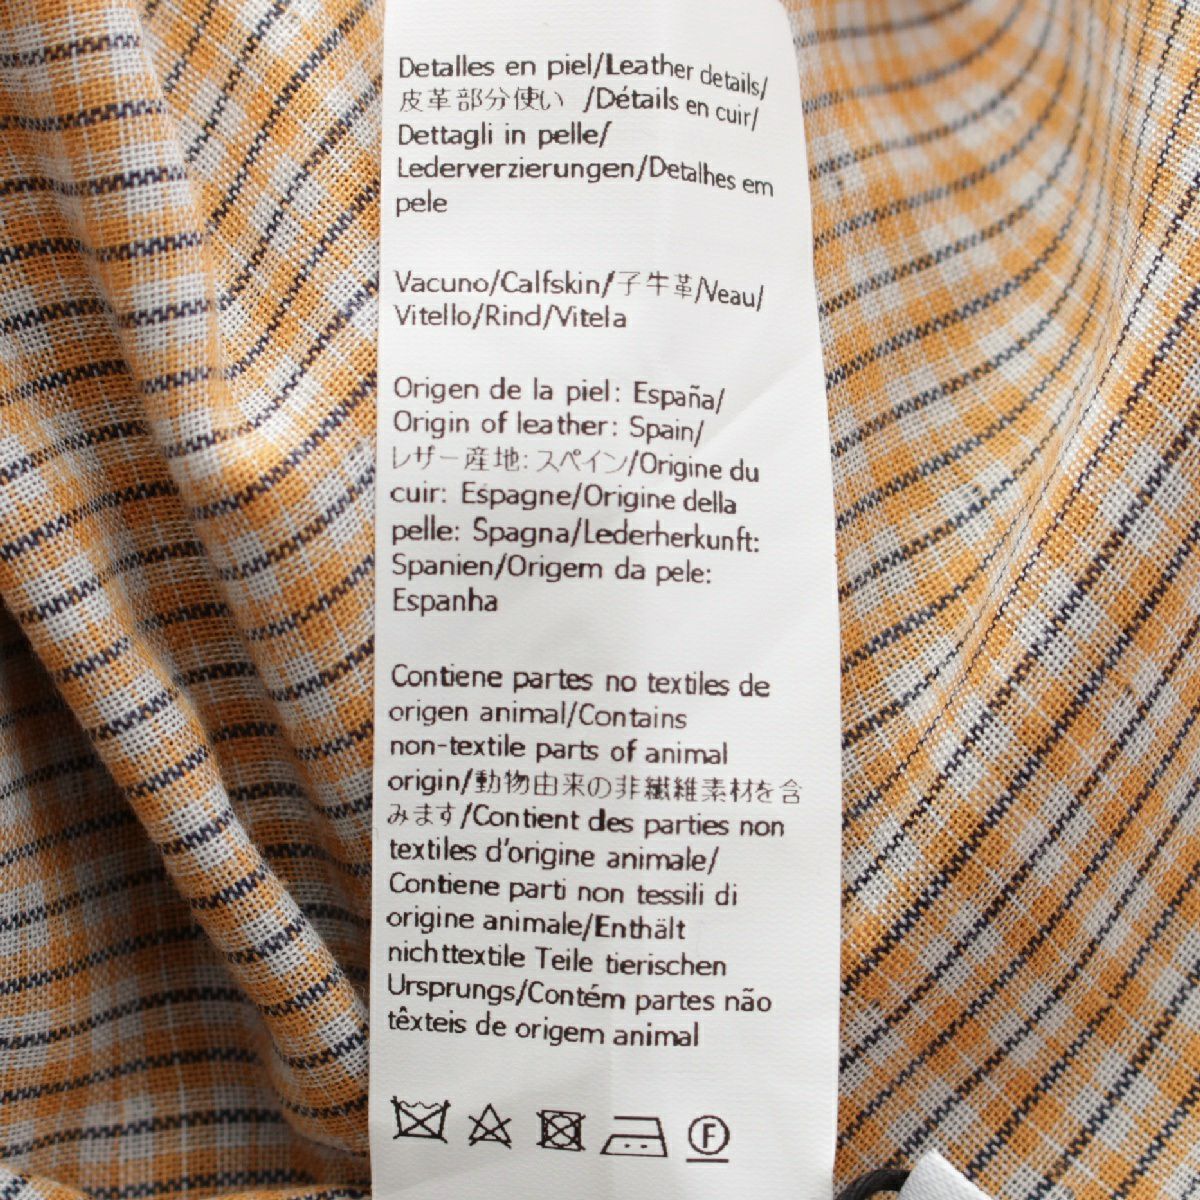 Detalles en piel/Leather details/
皮革部分使い /Détails en cuir/
Dettagli in pelle/
Lederverzierungen/Detalhes em
pele
Vacuno/Calfskin/子牛革/Veau/
Vitello/Rind/Vitela
Origen de la piel: España/
Origin of leather: Spain/
レザー産地: スペイン/Origine du
cuir: Espagne/Origine della
pelle: Spagna/Lederherkunft:
Spanien/Origem da pele:
Espanha
Contiene partes no textiles de
origen animal/Contains
non-textile parts of animal
origin/動物由来の非繊維素材を含
みます/Contient des parties non
textiles d'origine animale/
Contiene parti non tessili di
origine animale/Enthält
nichttextile Teile tierischen
Ursprungs/Contém partes não
têxteis de origem animal
F